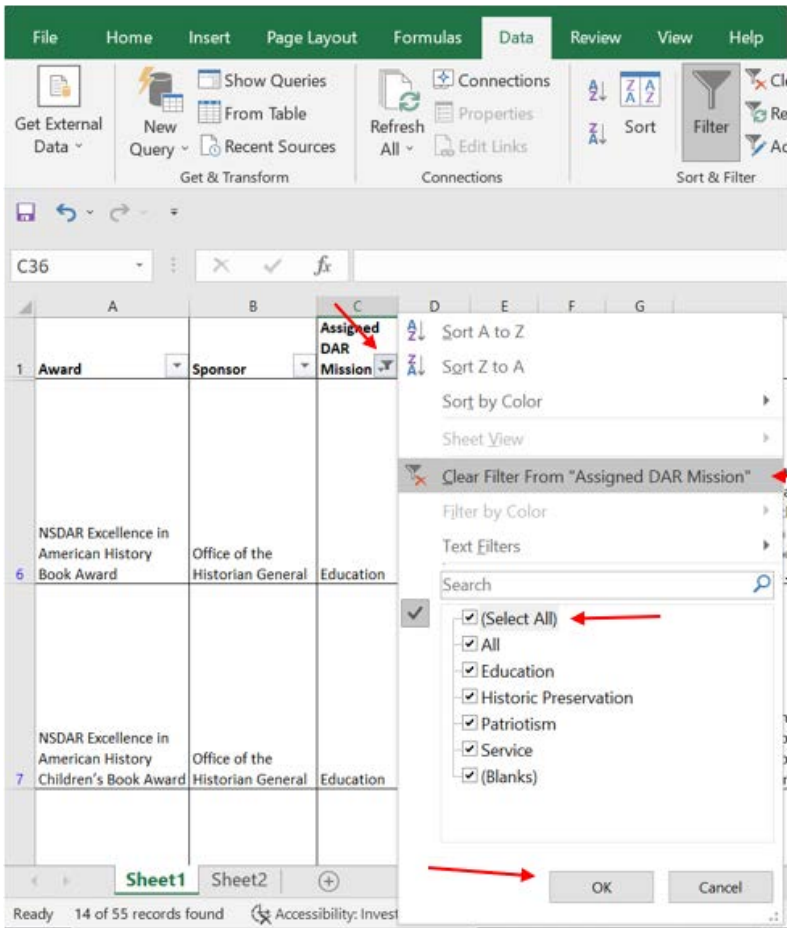 File Home Insert Page Layout Formulas Data Review View Help
Get External
Data
New
Query
Show Queries
From Table
Recent Sources
Get & Transform
Refresh
All
Connections
Properties
Edit Links
Connections
Sort
Filter
Sort & Filter
C36
fx
A B C D E F G
1 Award
Sponsor
Assigned
DAR
Mission
Sort A to Z
Sort Z to A
Sort by Color
Sheet View
Clear Filter From "Assigned DAR Mission"
Filter by Color
Text Filters
Search
(Select All)
All
Education
Historic Preservation
Patriotism
Service
(Blanks)
OK Cancel
NSDAR Excellence in
American History
6 Book Award
Office of the
Historian General
Education
NSDAR Excellence in
American History
7 Children's Book Award
Office of the
Historian General
Education
Sheet1 Sheet2
Ready 14 of 55 records found Accessibility: Invest